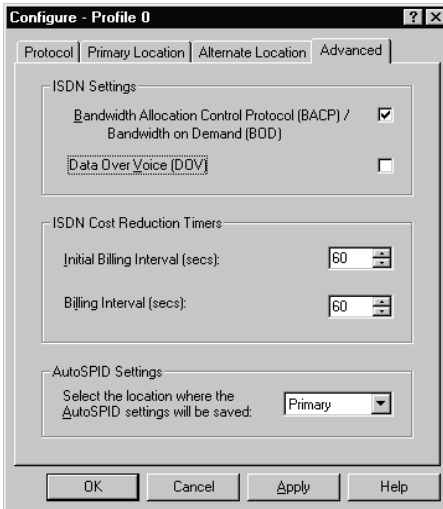 Configure - Profile 0
Protocol Primary Location Alternate Location Advanced
ISDN Settings
Bandwidth Allocation Control Protocol (BACP) /
Bandwidth on Demand (BOD)
Data Over Voice (DOV)
ISDN Cost Reduction Timers
Initial Billing Interval (secs): 60
Billing Interval (secs): 60
AutoSPID Settings
Select the location where the
AutoSPID settings will be saved: Primary
OK Cancel Apply Help